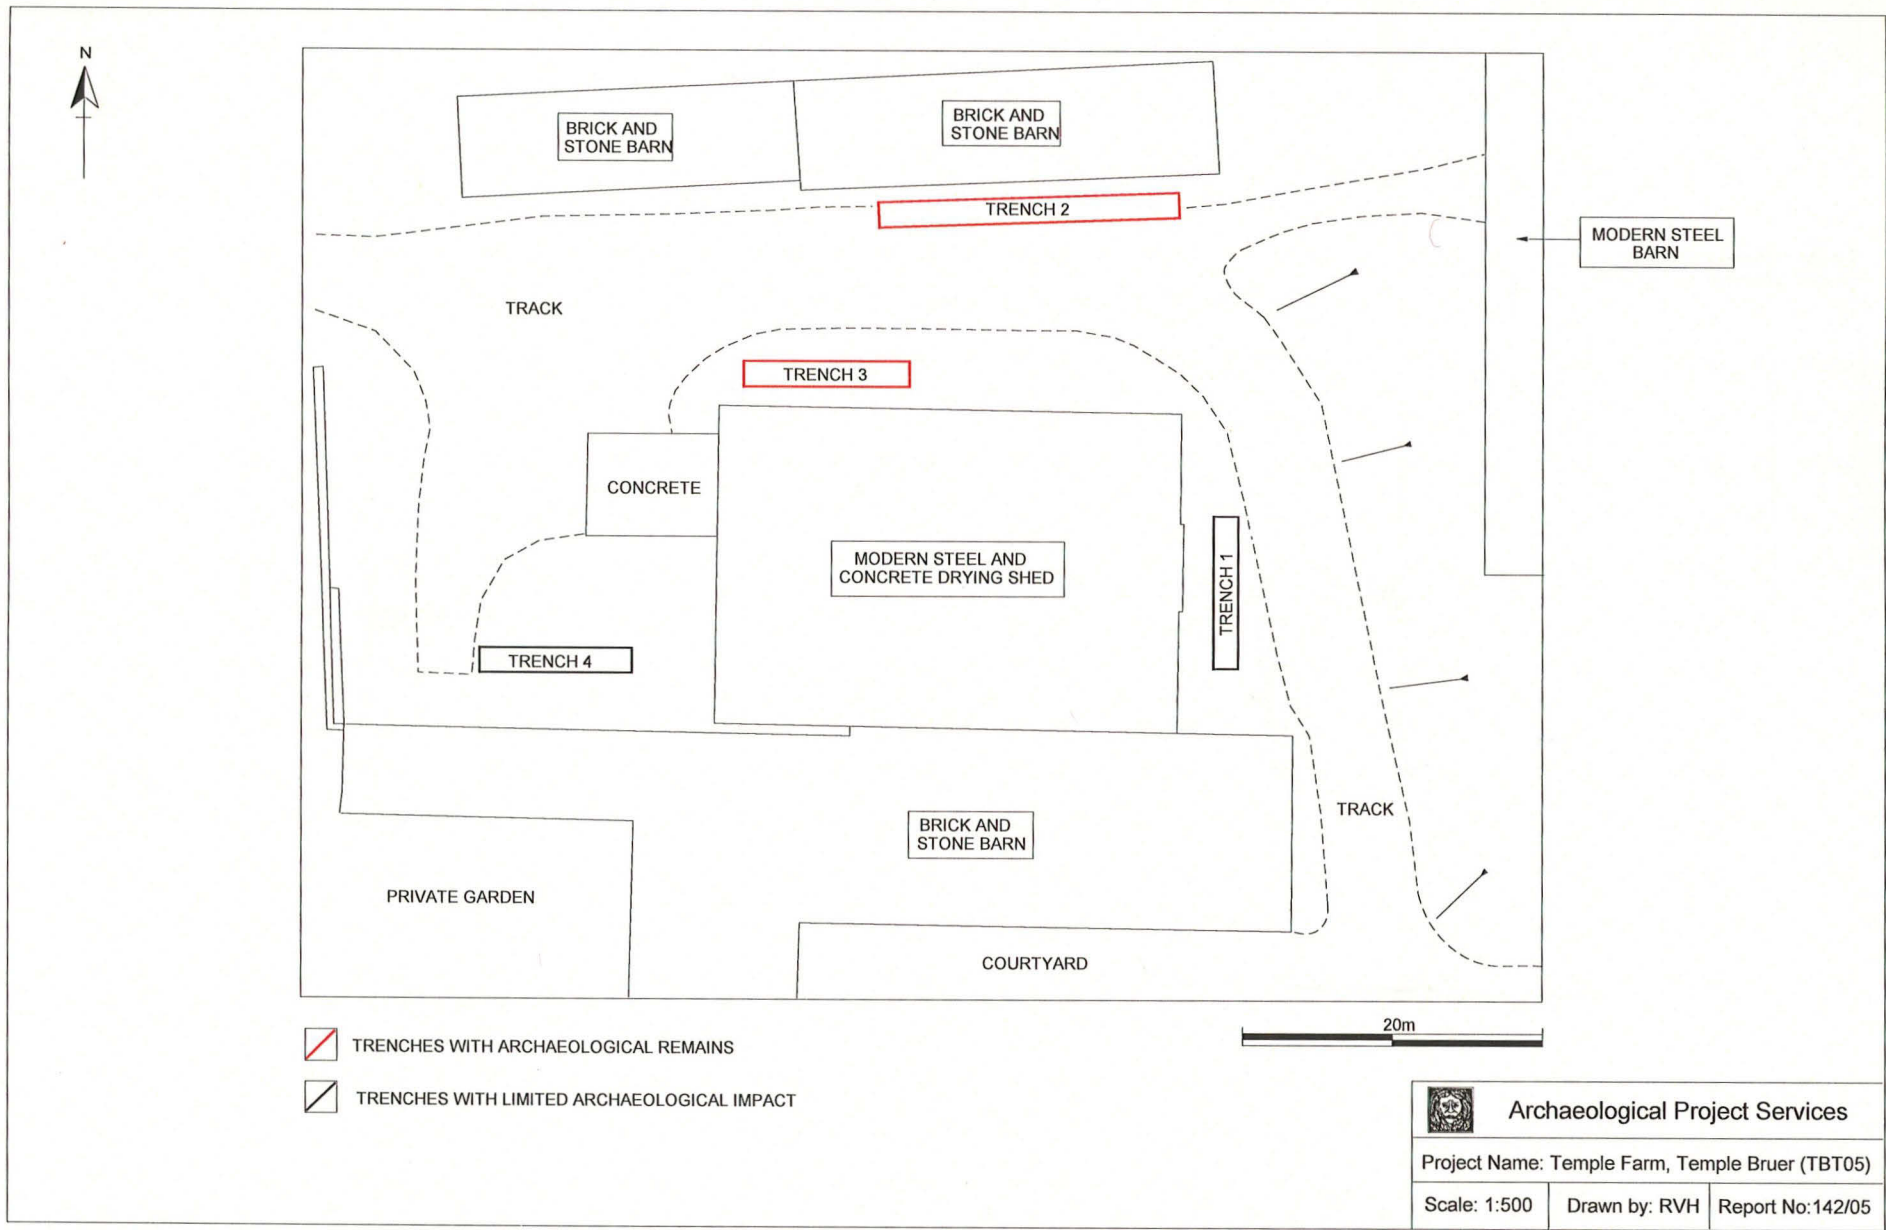 N
BRICK AND
STONE BARN
BRICK AND
STONE BARN
TRENCH 2
MODERN STEEL
BARN
TRACK
TRENCH 3
CONCRETE
MODERN STEEL AND
CONCRETE DRYING SHED
TRENCH 1
TRENCH 4
TRACK
BRICK AND
STONE BARN
PRIVATE GARDEN
COURTYARD
20m
TRENCHES WITH ARCHAEOLOGICAL REMAINS
TRENCHES WITH LIMITED ARCHAEOLOGICAL IMPACT
Archaeological Project Services
Project Name: Temple Farm, Temple Bruer (TBT05)
Scale: 1:500
Drawn by: RVH
Report No:142/05